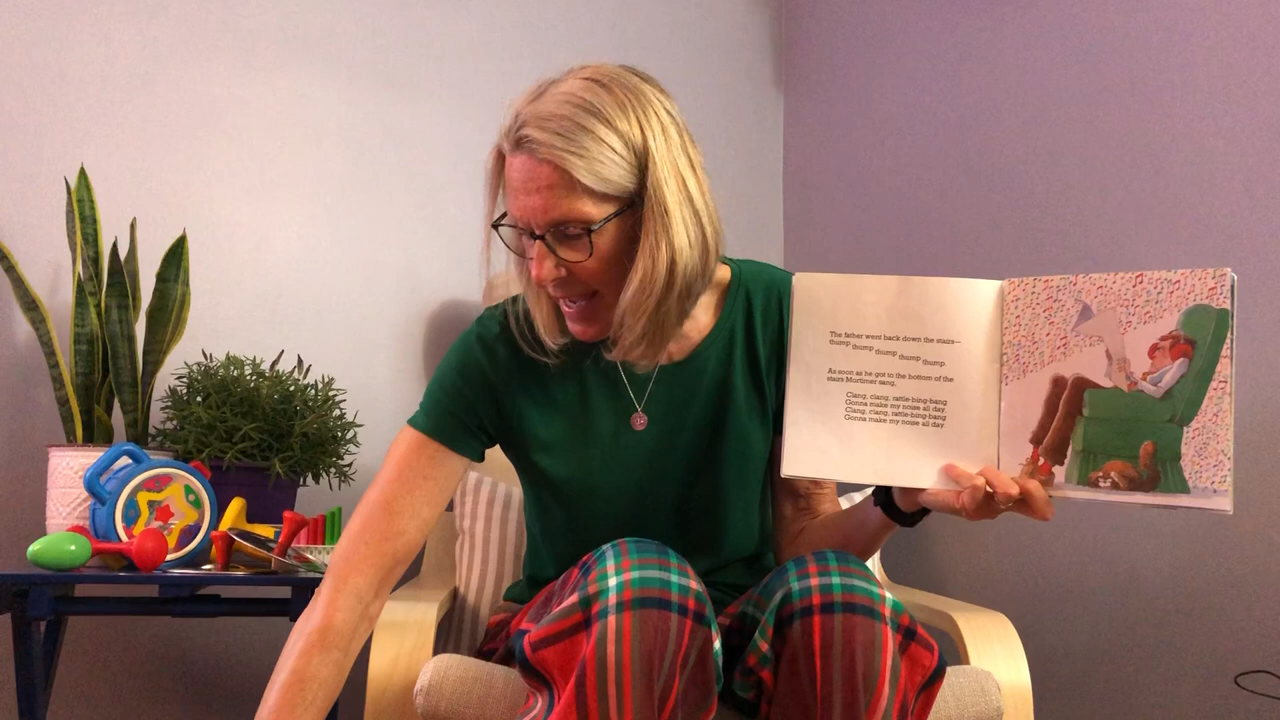 The father went back down the stairs—
thump thump thump thump thump.
As soon as he got to the bottom of the
stairs Mortimer sang,
Clang, clang, rattle-bing-bang
Gonna make my noise all day.
Clang, clang, rattle-bing-bang
Gonna make my noise all day.